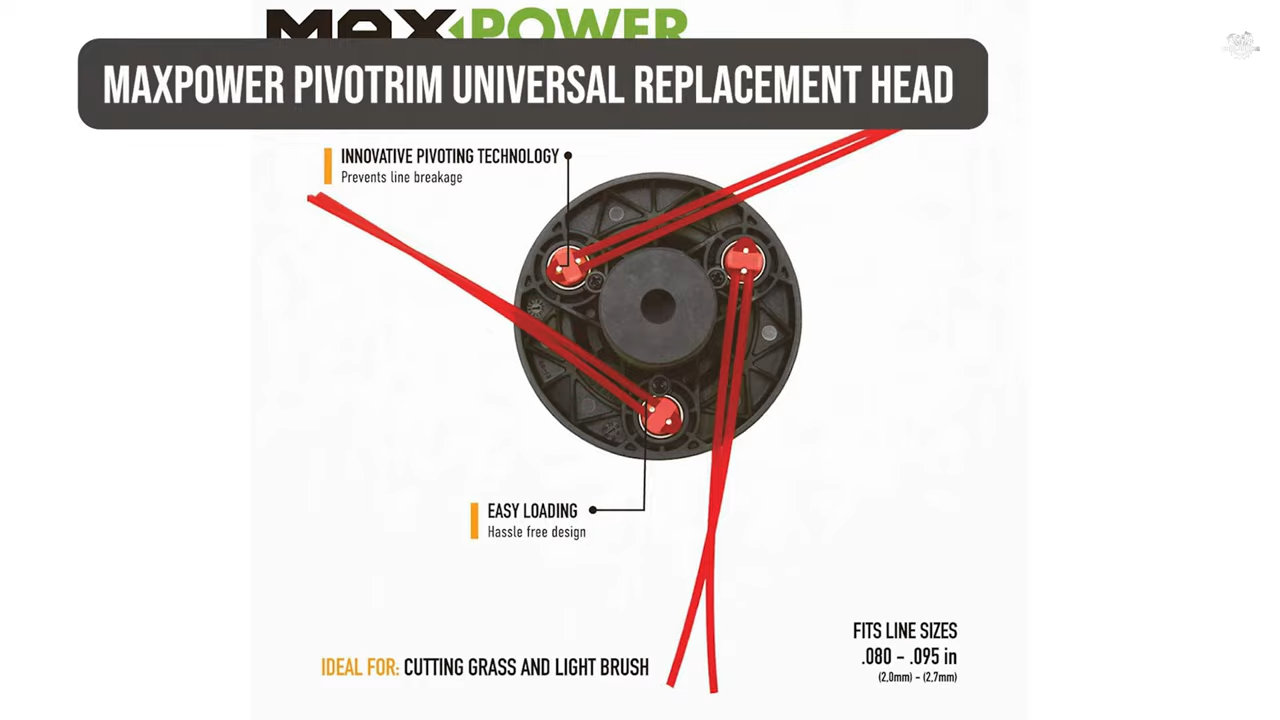 MAXPOWER
MAXPOWER PIVOTRIM UNIVERSAL REPLACEMENT HEAD
INNOVATIVE PIVOTING TECHNOLOGY
Prevents line breakage
EASY LOADING
Hassle free design
IDEAL FOR: CUTTING GRASS AND LIGHT BRUSH
FITS LINE SIZES
.080 - .095 in
(2,0mm) - (2,7mm)